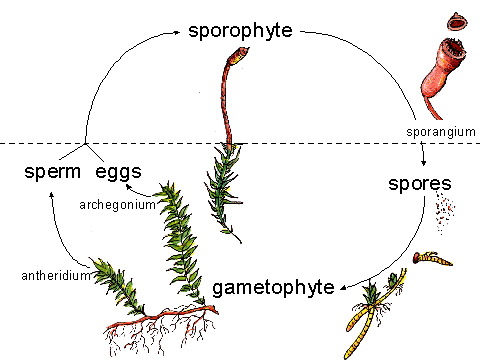 sporophyte
sporangium
sperm eggs
spores
archegonium
antheridium
gametophyte